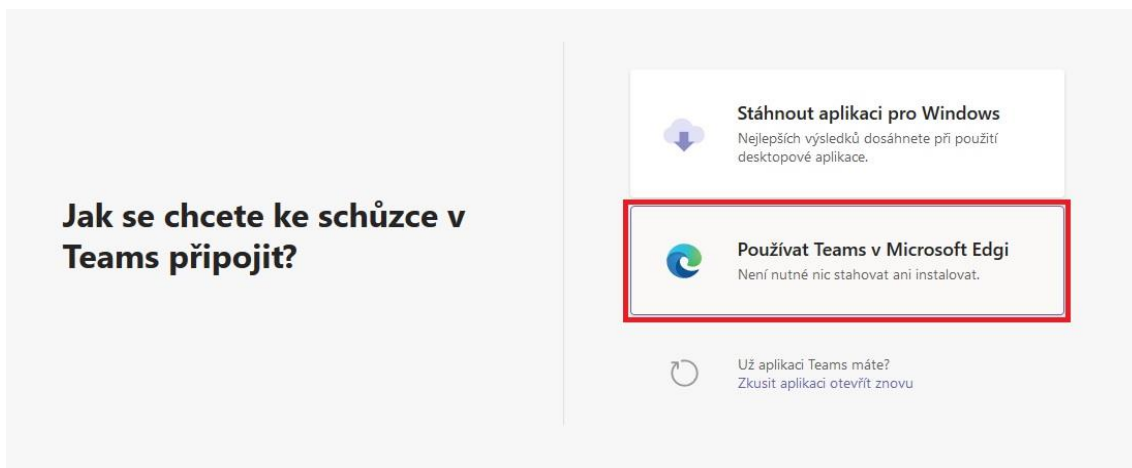 Jak se chcete ke schůzce v
Teams připojit?
Stáhnout aplikaci pro Windows
Nejlepších výsledků dosáhnete při použití
desktopové aplikace.
Používat Teams v Microsoft Edgi
Není nutné nic stahovat ani instalovat.
Už aplikaci Teams máte?
Zkusit aplikaci otevřít znovu